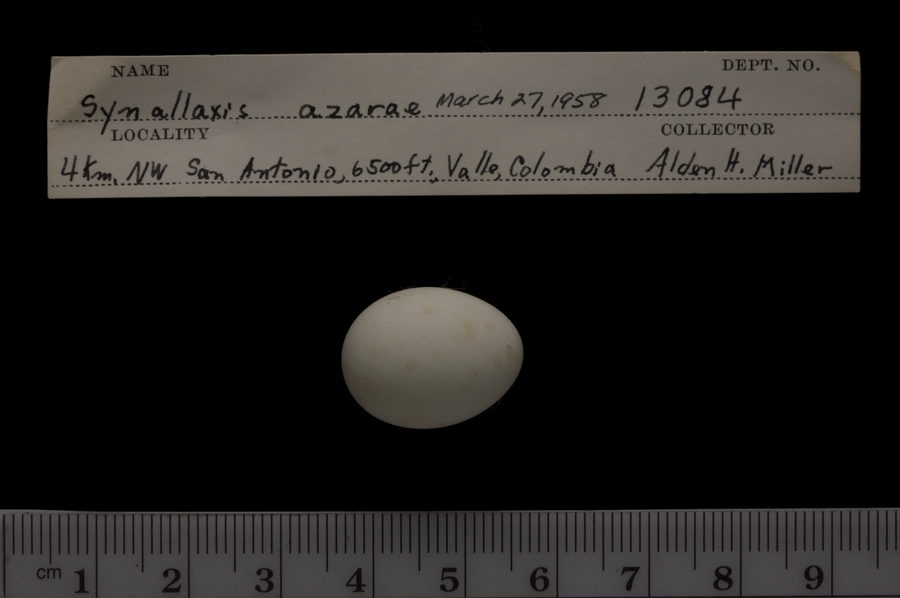 NAME DEPT. NO.
Synallaxis azarae March 27, 1958 13084
LOCALITY COLLECTOR
4 Km. NW San Antonio, 6500 ft., Valle, Colombia Alden H. Miller
cm 1 2 3 4 5 6 7 8 9